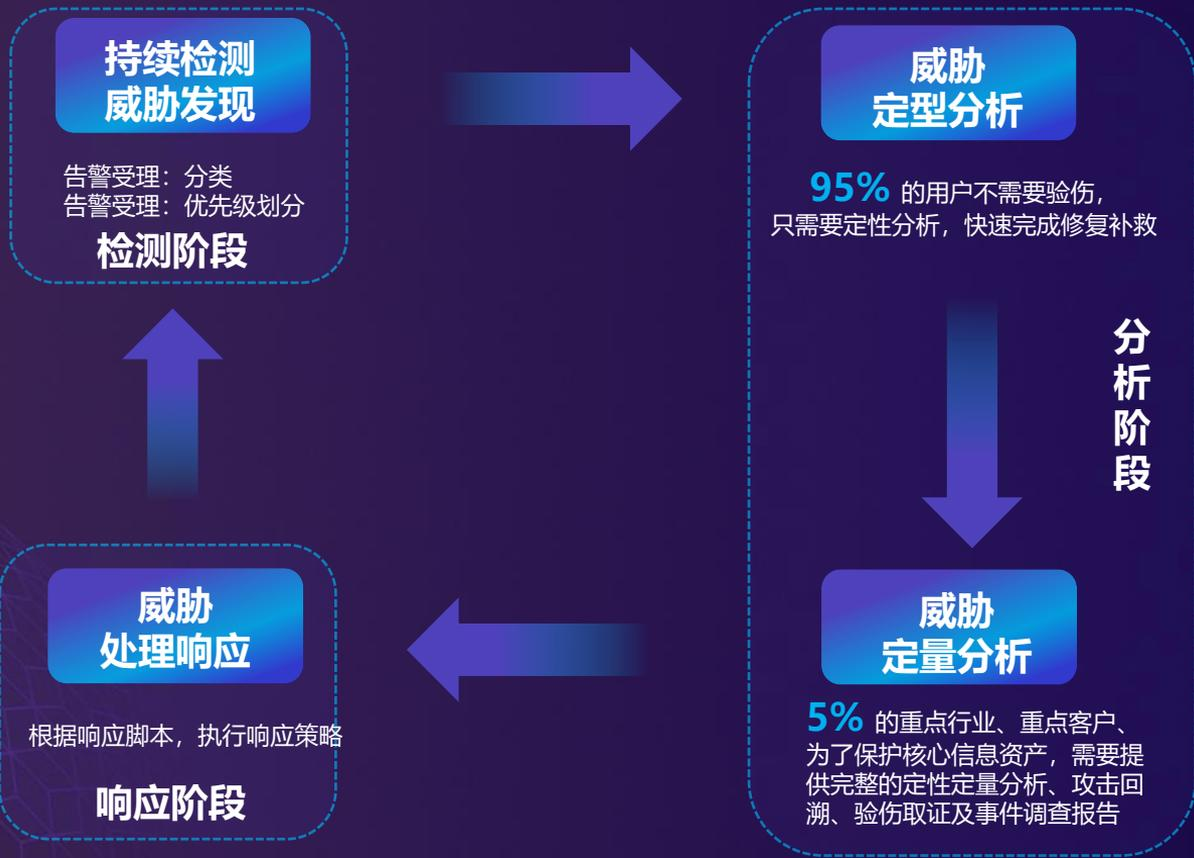 持续检测
威胁发现
告警受理：分类
告警受理：优先级划分
检测阶段
威胁
定型分析
95% 的用户不需要验伤，
只需要定性分析，快速完成修复补救
分析阶段
威胁
定量分析
5% 的重点行业、重点客户、
为了保护核心信息资产，需要提
供完整的定性定量分析、攻击回
溯、验伤取证及事件调查报告
威胁
处理响应
根据响应脚本，执行响应策略
响应阶段